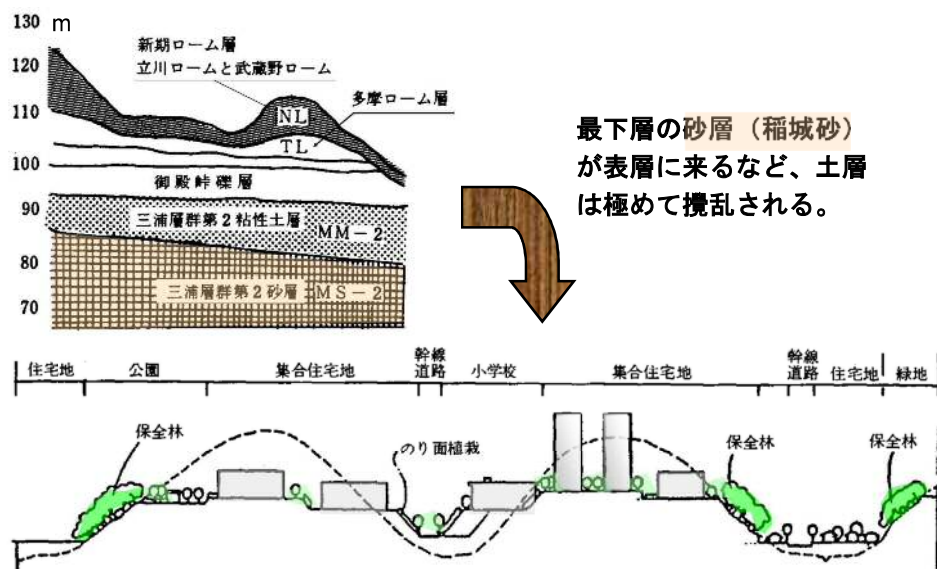 130 m
120
110
100
90
80
70
新期ローム層
立川ロームと武蔵野ローム
多摩ローム層
NL
TL
御殿峠礫層
三浦層群第2粘性土層 MM-2
三浦層群第2砂層 MS-2
最下層の砂層（稲城砂）
が表層に来るなど、土層
は極めて攪乱される。
住宅地 公園 集合住宅地 幹線道路 小学校 集合住宅地 幹線道路 住宅地 緑地
保全林
のり面植栽
保全林
保全林